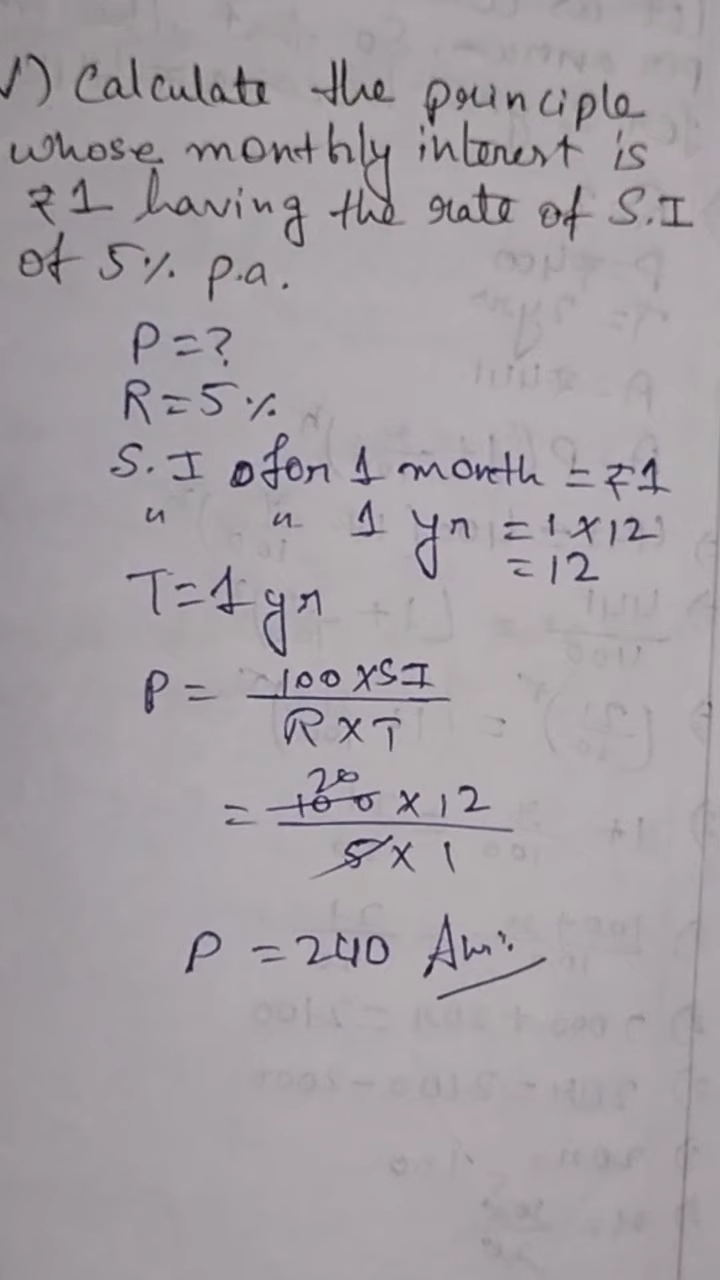 1) Calculate the principle
whose monthly interest is
₹1 having the rate of S.I
of 5% p.a.
P=?
R=5%
S.I for 1 month = ₹1
" " 1 yr = 1×12
= 12
T=1 yr
P = 100×SI
R×T
= 20
100 × 12
5×1
P = 240 Ans: